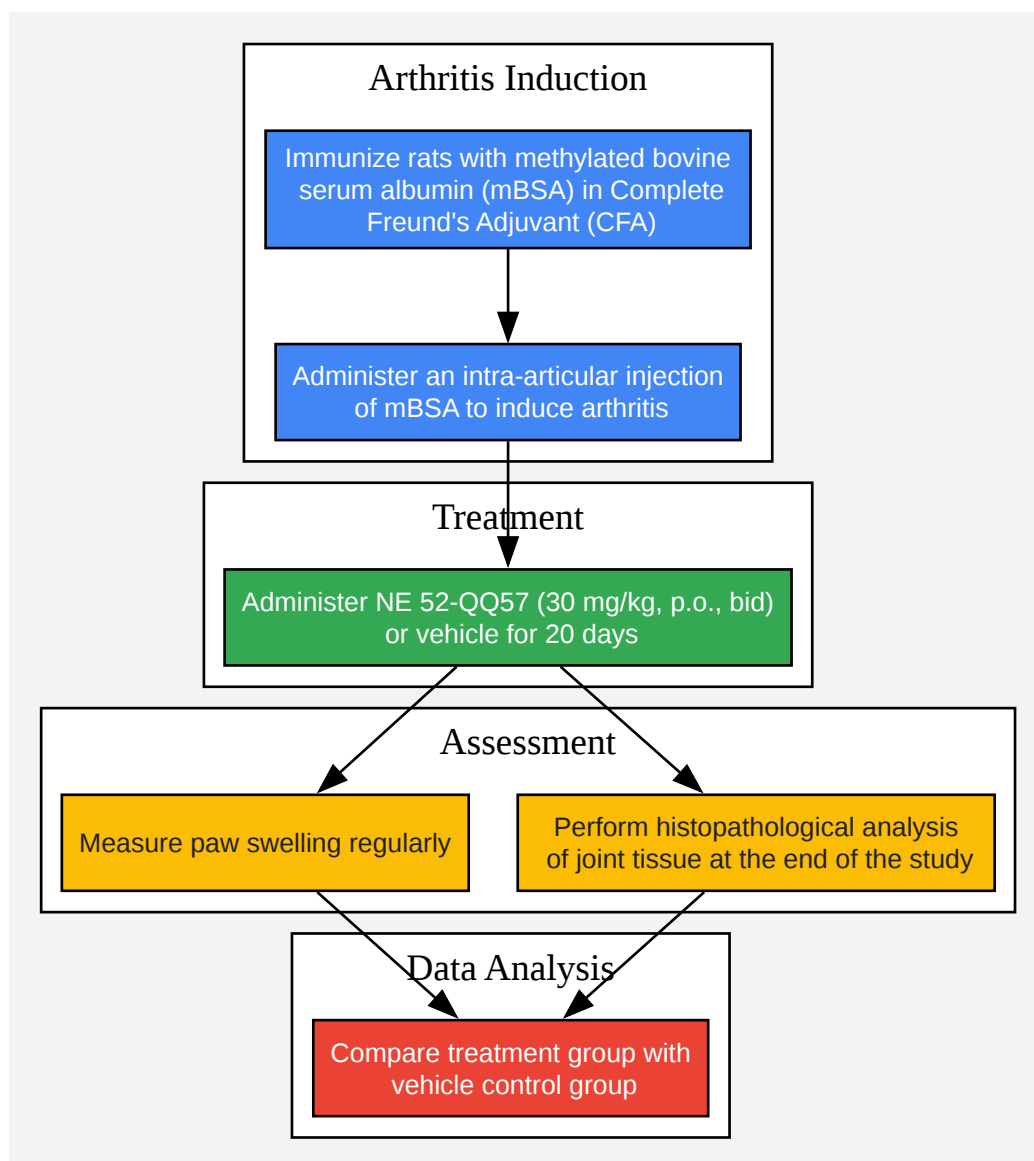 Arthritis Induction
Immunize rats with methylated bovine
serum albumin (mBSA) in Complete
Freund's Adjuvant (CFA)
Administer an intra-articular injection
of mBSA to induce arthritis
Treatment
Administer NE 52-QQ57 (30 mg/kg, p.o., bid)
or vehicle for 20 days
Assessment
Measure paw swelling regularly
Perform histopathological analysis
of joint tissue at the end of the study
Data Analysis
Compare treatment group with
vehicle control group